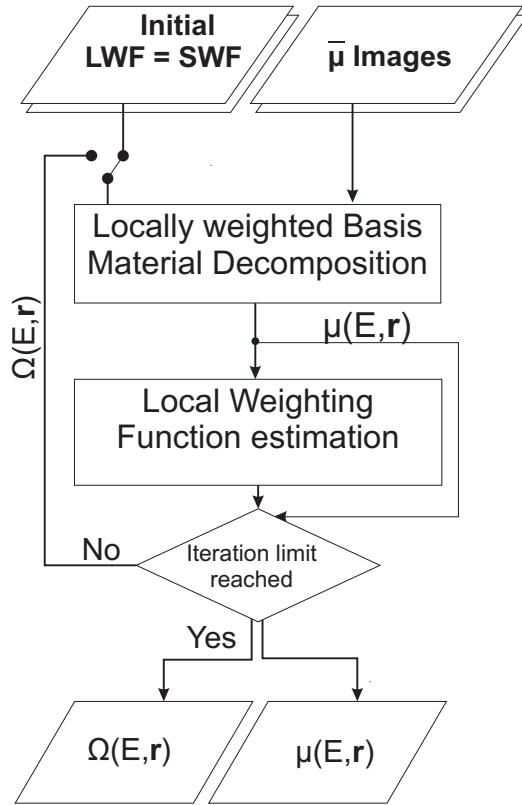 Initial
LWF = SWF
μ̅ Images
Locally weighted Basis
Material Decomposition
Ω(E,r)
μ(E,r)
Local Weighting
Function estimation
No
Iteration limit
reached
Yes
Ω(E,r)
μ(E,r)